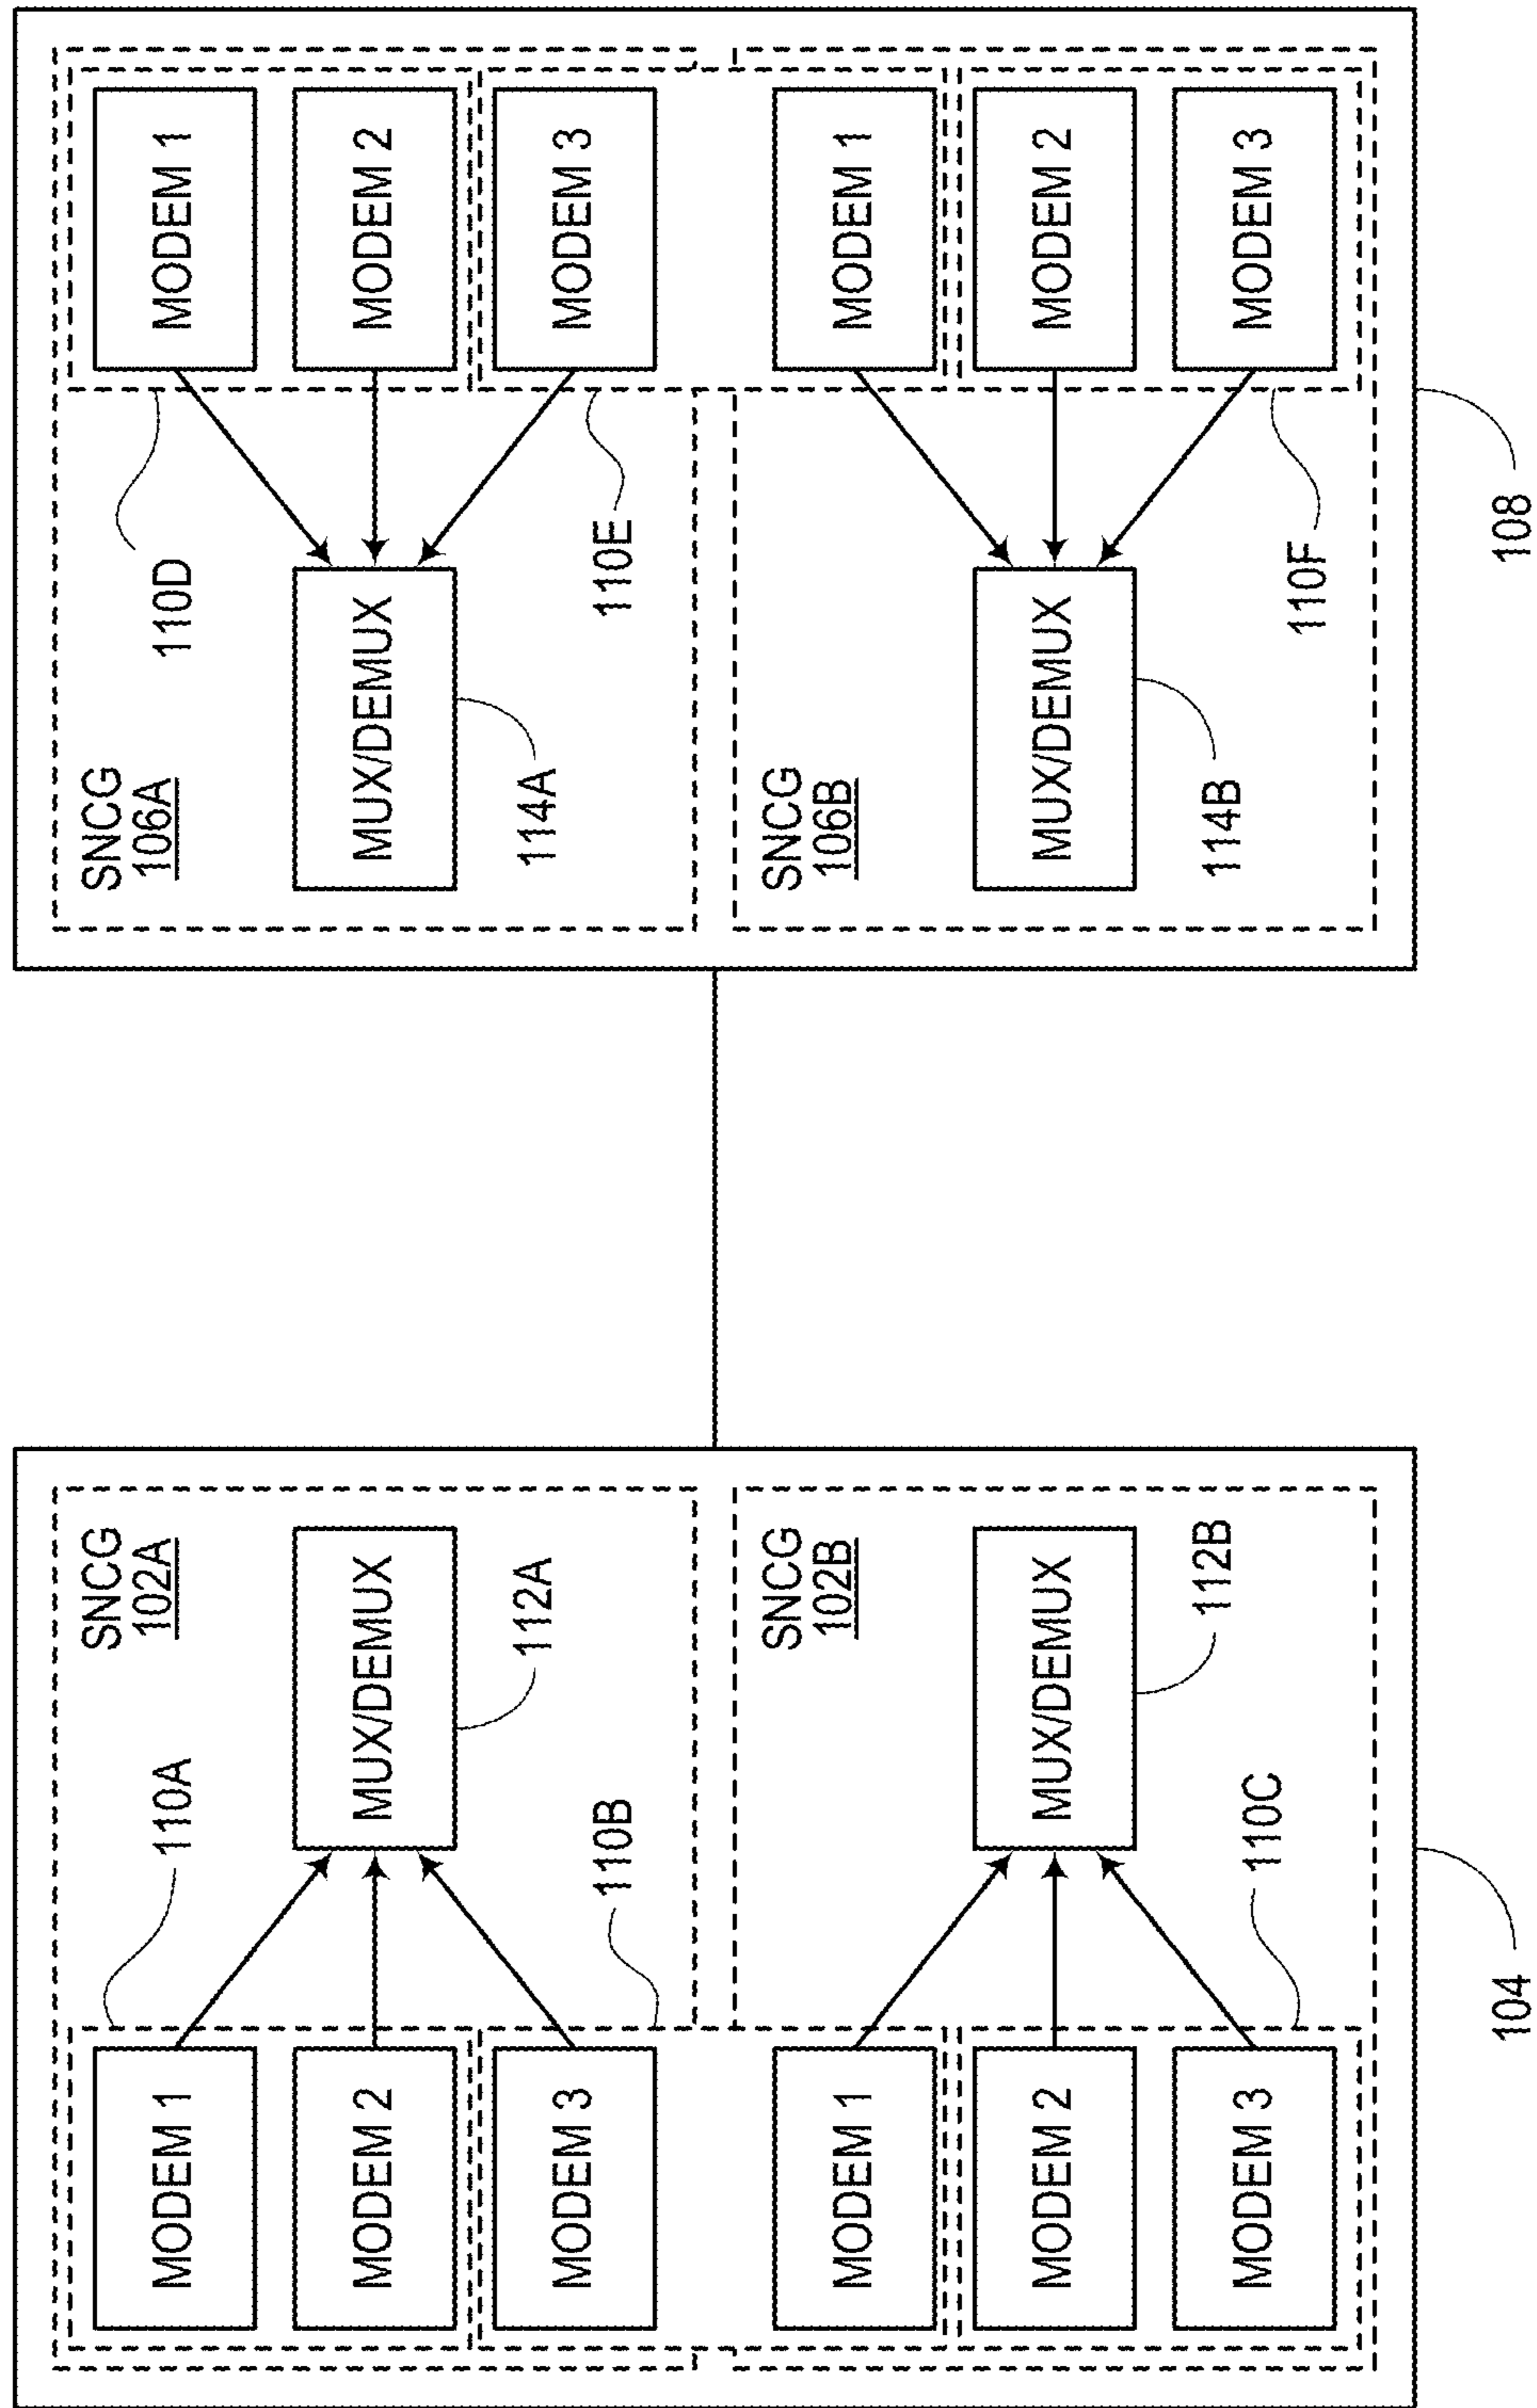 SNCG
102A
110A
MODEM 1
MODEM 2
MODEM 3
MUX/DEMUX
112A
110B
SNCG
102B
MODEM 1
MODEM 2
MODEM 3
MUX/DEMUX
112B
110C
104
SNCG
106A
110D
MODEM 1
MODEM 2
MODEM 3
MUX/DEMUX
114A
110E
SNCG
106B
MODEM 1
MODEM 2
MODEM 3
MUX/DEMUX
114B
110F
108